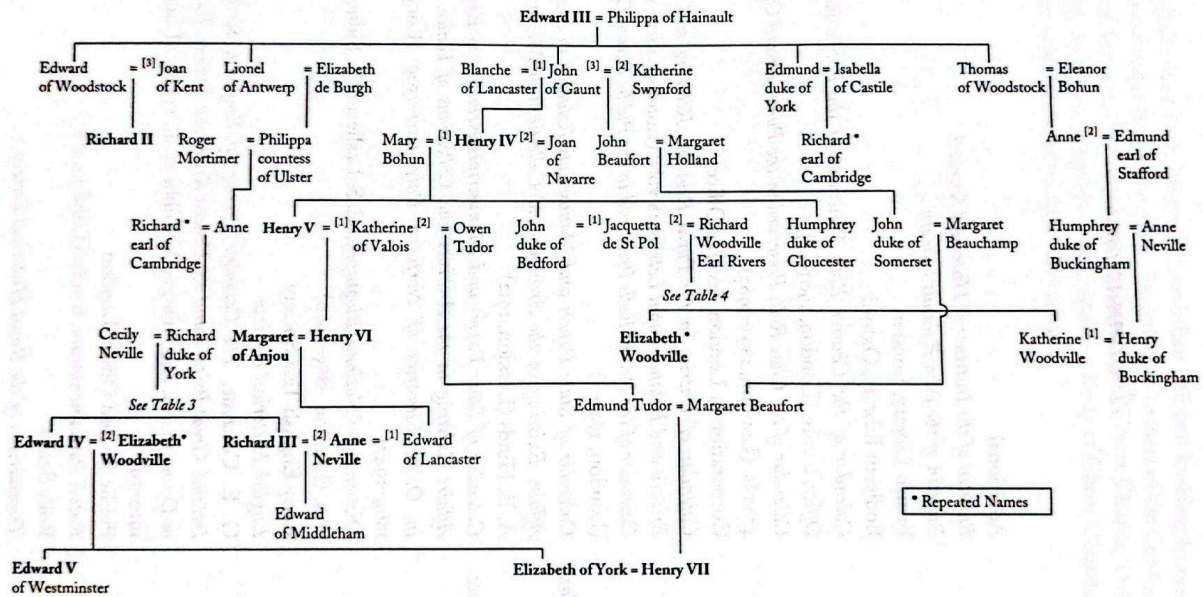 Edward III = Philippa of Hainault
Edward = [3] Joan Lionel = Elizabeth Blanche = [1] John [3] = [2] Katherine Edmund = Isabella Thomas = Eleanor
of Woodstock of Kent of Antwerp de Burgh of Lancaster of Gaunt Swynford duke of of Castile of Woodstock Bohun
York
Richard II Roger = Philippa Mary = [1] Henry IV [2] = Joan John = Margaret Richard * Anne [2] = Edmund
Mortimer countess Bohun of Beaufort Holland earl of earl of
of Ulster Navarre Cambridge Stafford
Richard * = Anne Henry V = [1] Katherine [2] = Owen John = [1] Jacquetta [2] = Richard Humphrey John = Margaret Humphrey = Anne
earl of of Valois Tudor duke of de St Pol Woodville duke of duke of Beauchamp duke of Neville
Cambridge Bedford Earl Rivers Gloucester Somerset Buckingham
See Table 4
Cecily = Richard Margaret = Henry VI Elizabeth* Katherine [1] = Henry
Neville duke of of Anjou Woodville Woodville duke of
York Buckingham
See Table 3 Edmund Tudor = Margaret Beaufort
Edward IV = [2] Elizabeth* Richard III = [2] Anne = [1] Edward
Woodville Neville of Lancaster
* Repeated Names
Edward
of Middleham
Edward V Elizabeth of York = Henry VII
of Westminster